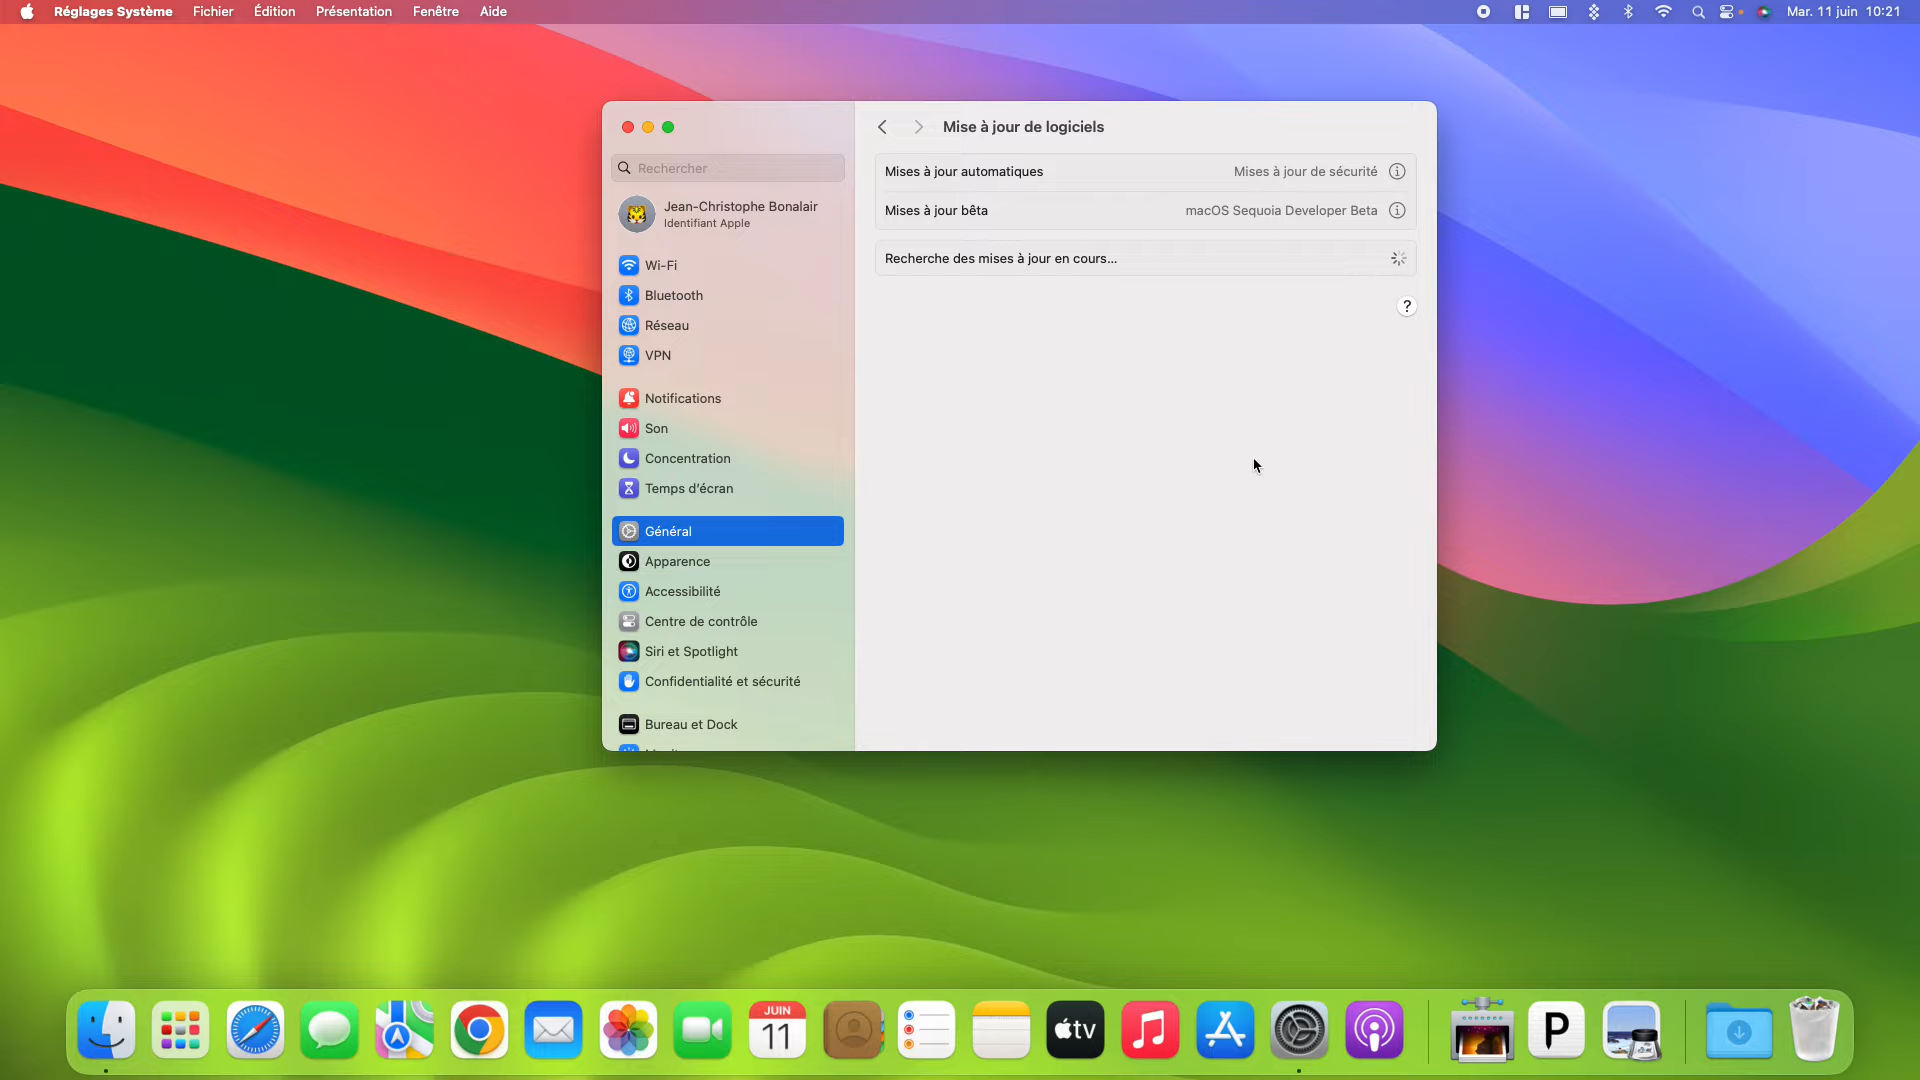 Réglages Système Fichier Édition Présentation Fenêtre Aide Mar. 11 juin 10:21
Mise à jour de logiciels
Rechercher
Jean-Christophe Bonalair
Identifiant Apple
Wi-Fi
Bluetooth
Réseau
VPN
Notifications
Son
Concentration
Temps d'écran
Général
Apparence
Accessibilité
Centre de contrôle
Siri et Spotlight
Confidentialité et sécurité
Bureau et Dock
Mises à jour automatiques Mises à jour de sécurité
Mises à jour bêta macOS Sequoia Developer Beta
Recherche des mises à jour en cours...
?
JUIN
11
tv
P